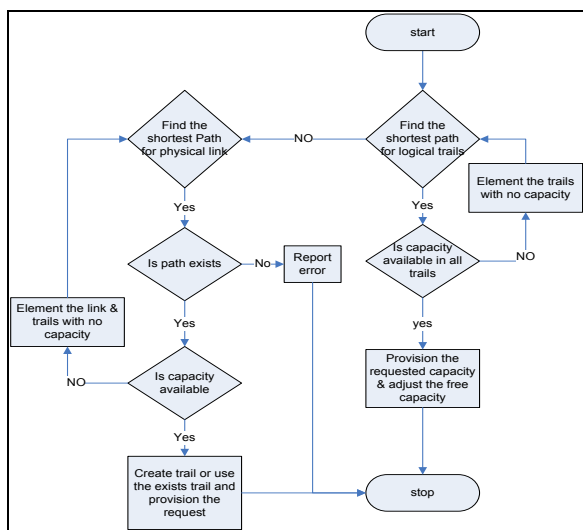 start
Find the
shortest Path
for physical link
NO
Find the
shortest path
for logical trails
Element the trails
with no capacity
Yes
Yes
Is path exists
No
Report
error
Is capacity
available in all
trails
NO
Element the link &
trails with no
capacity
Yes
yes
Is capacity
available
NO
Provision the
requested capacity
& adjust the free
capacity
Yes
Create trail or use
the exists trail and
provision the
request
stop